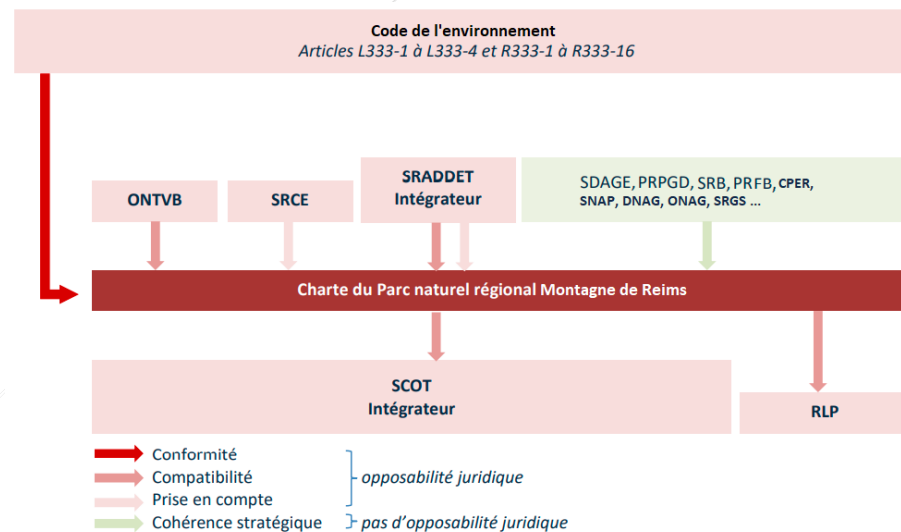 Code de l'environnement
Articles L333-1 à L333-4 et R333-1 à R333-16
ONTVB
SRCE
SRADDET
Intégrateur
SDAGE, PRPGD, SRB, PRFB, CPER,
SNAP, DNAG, ONAG, SRGS ...
Charte du Parc naturel régional Montagne de Reims
SCOT
Intégrateur
RLP
Conformité
Compatibilité
Prise en compte
opposabilité juridique
Cohérence stratégique
pas d'opposabilité juridique